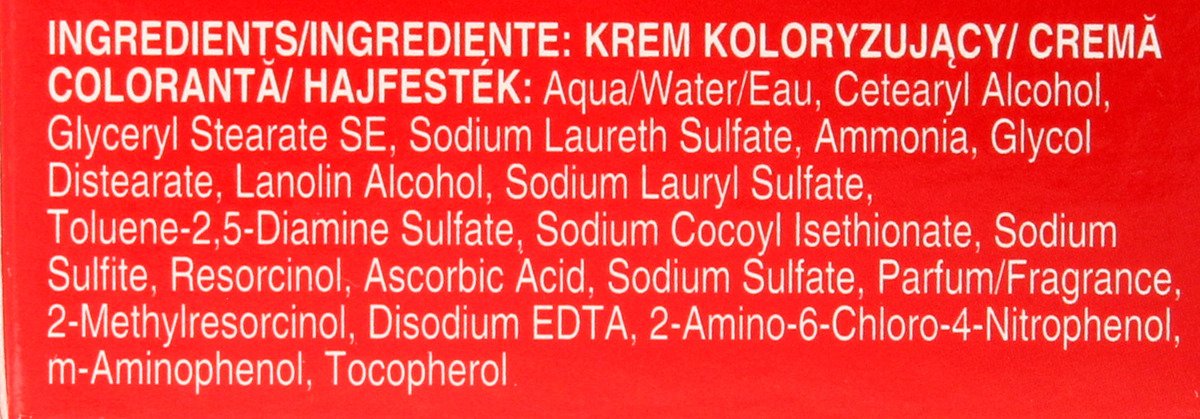 INGREDIENTS/INGREDIENTE: KREM KOLORYZUJĄCY/ CREMĂ
COLORANTĂ/ HAJFESTÉK: Aqua/Water/Eau, Cetearyl Alcohol,
Glyceryl Stearate SE, Sodium Laureth Sulfate, Ammonia, Glycol
Distearate, Lanolin Alcohol, Sodium Lauryl Sulfate,
Toluene-2,5-Diamine Sulfate, Sodium Cocoyl Isethionate, Sodium
Sulfite, Resorcinol, Ascorbic Acid, Sodium Sulfate, Parfum/Fragrance,
2-Methylresorcinol, Disodium EDTA, 2-Amino-6-Chloro-4-Nitrophenol,
m-Aminophenol, Tocopherol